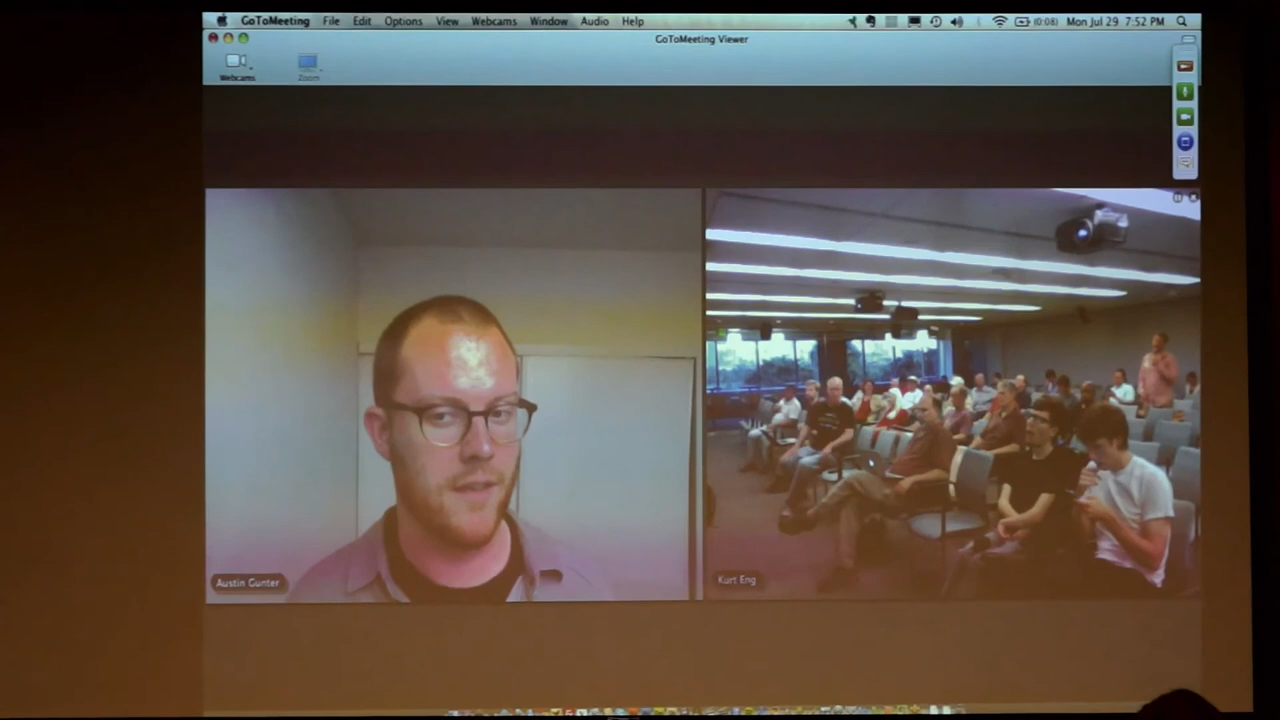 GoToMeeting File Edit Options View Webcams Window Audio Help (0:08) Mon Jul 29 7:52 PM
GoToMeeting Viewer
Webcams Zoom
Austin Gunter
Kurt Eng